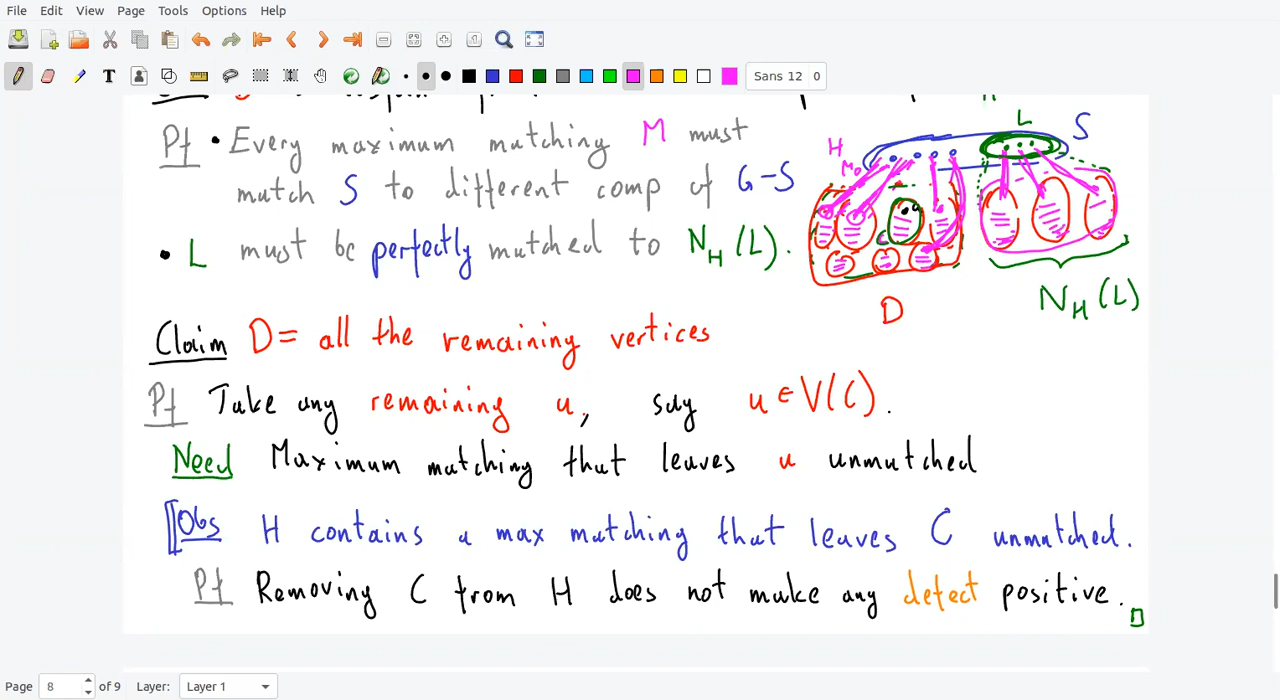 File Edit View Page Tools Options Help
Sans 12 0
Pf • Every maximum matching M must
match S to different comp of G-S
• L must be perfectly matched to N_H(L).
H M₀ L S
u
D N_H(L)
Claim D = all the remaining vertices
Pf Take any remaining u, say u ∈ V(C).
Need Maximum matching that leaves u unmatched
Obs H contains a max matching that leaves C unmatched.
Pf Removing C from H does not make any defect positive. □
Page 8 of 9 Layer: Layer 1